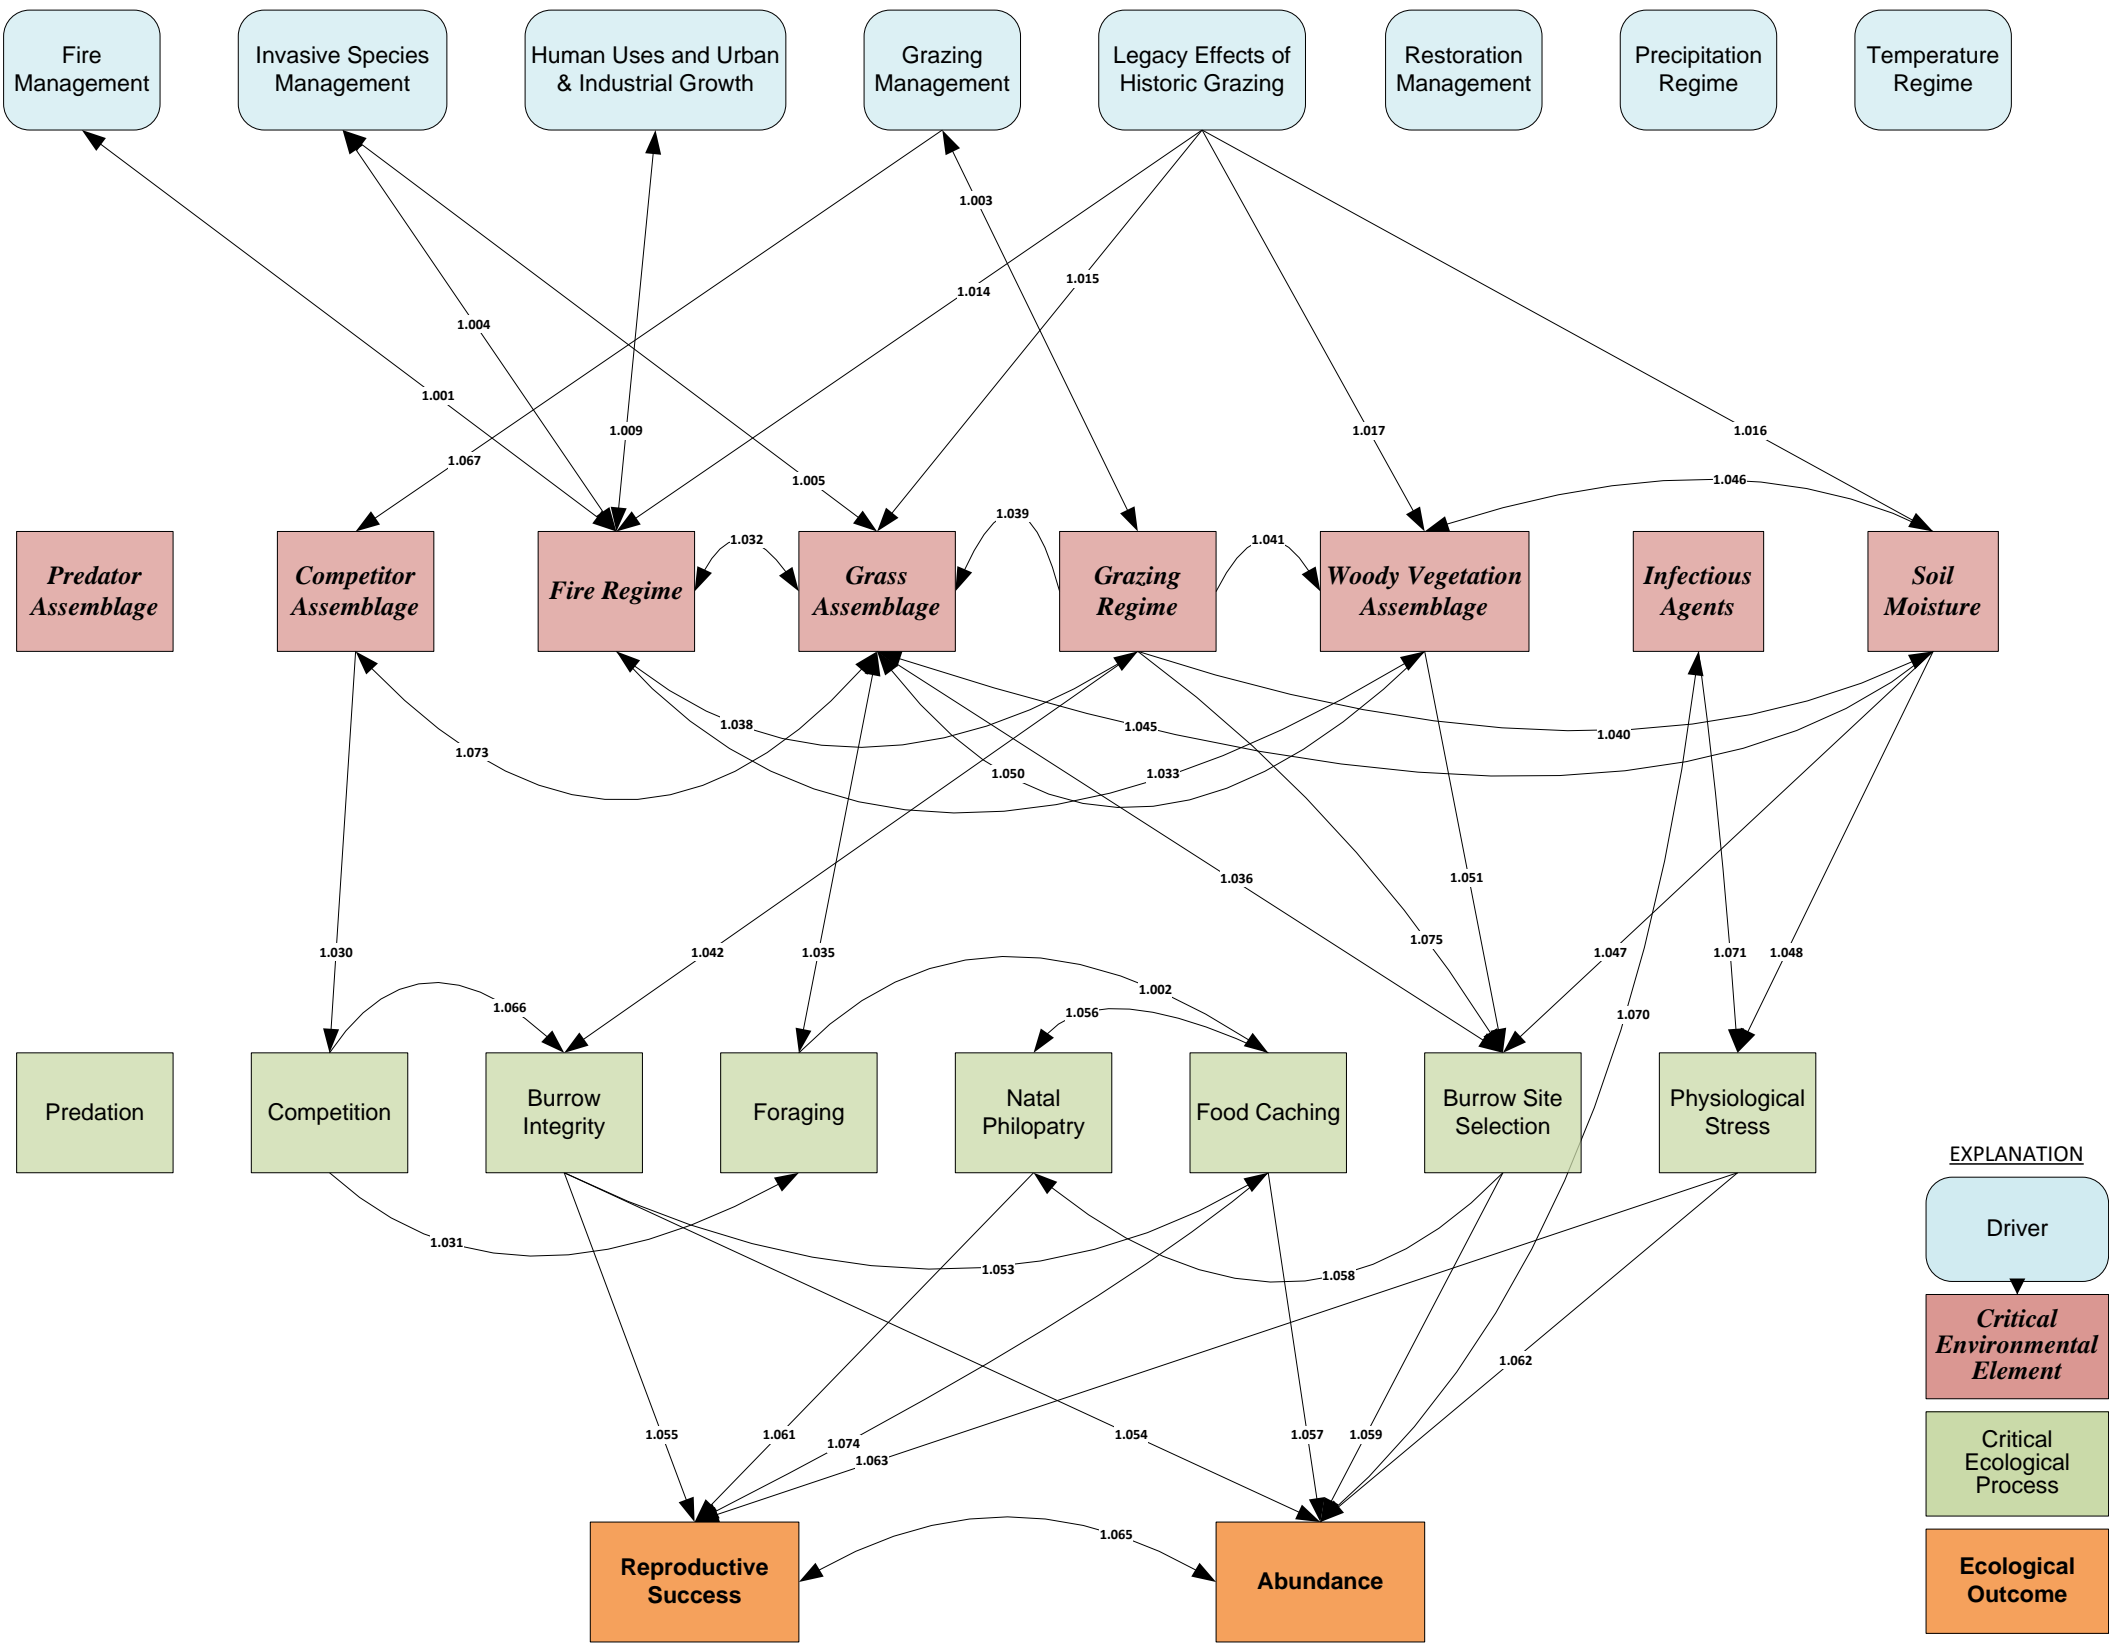 Fire
Management
Invasive Species
Management
Human Uses and Urban
& Industrial Growth
Grazing
Management
Legacy Effects of
Historic Grazing
Restoration
Management
Precipitation
Regime
Temperature
Regime
1.003
1.015
1.014
1.004
1.001
1.009
1.017
1.016
1.067
1.005
1.046
1.039
1.032
1.041
Predator
Assemblage
Competitor
Assemblage
Fire Regime
Grass
Assemblage
Grazing
Regime
Woody Vegetation
Assemblage
Infectious
Agents
Soil
Moisture
1.038
1.045
1.040
1.073
1.050
1.033
1.036
1.051
1.075
1.030
1.042
1.035
1.047
1.071
1.048
1.002
1.066
1.056
1.070
Predation
Competition
Burrow
Integrity
Foraging
Natal
Philopatry
Food Caching
Burrow Site
Selection
Physiological
Stress
1.031
1.053
1.058
1.062
1.055
1.061
1.074
1.063
1.054
1.057
1.059
1.065
Reproductive
Success
Abundance
EXPLANATION
Driver
Critical
Environmental
Element
Critical
Ecological
Process
Ecological
Outcome